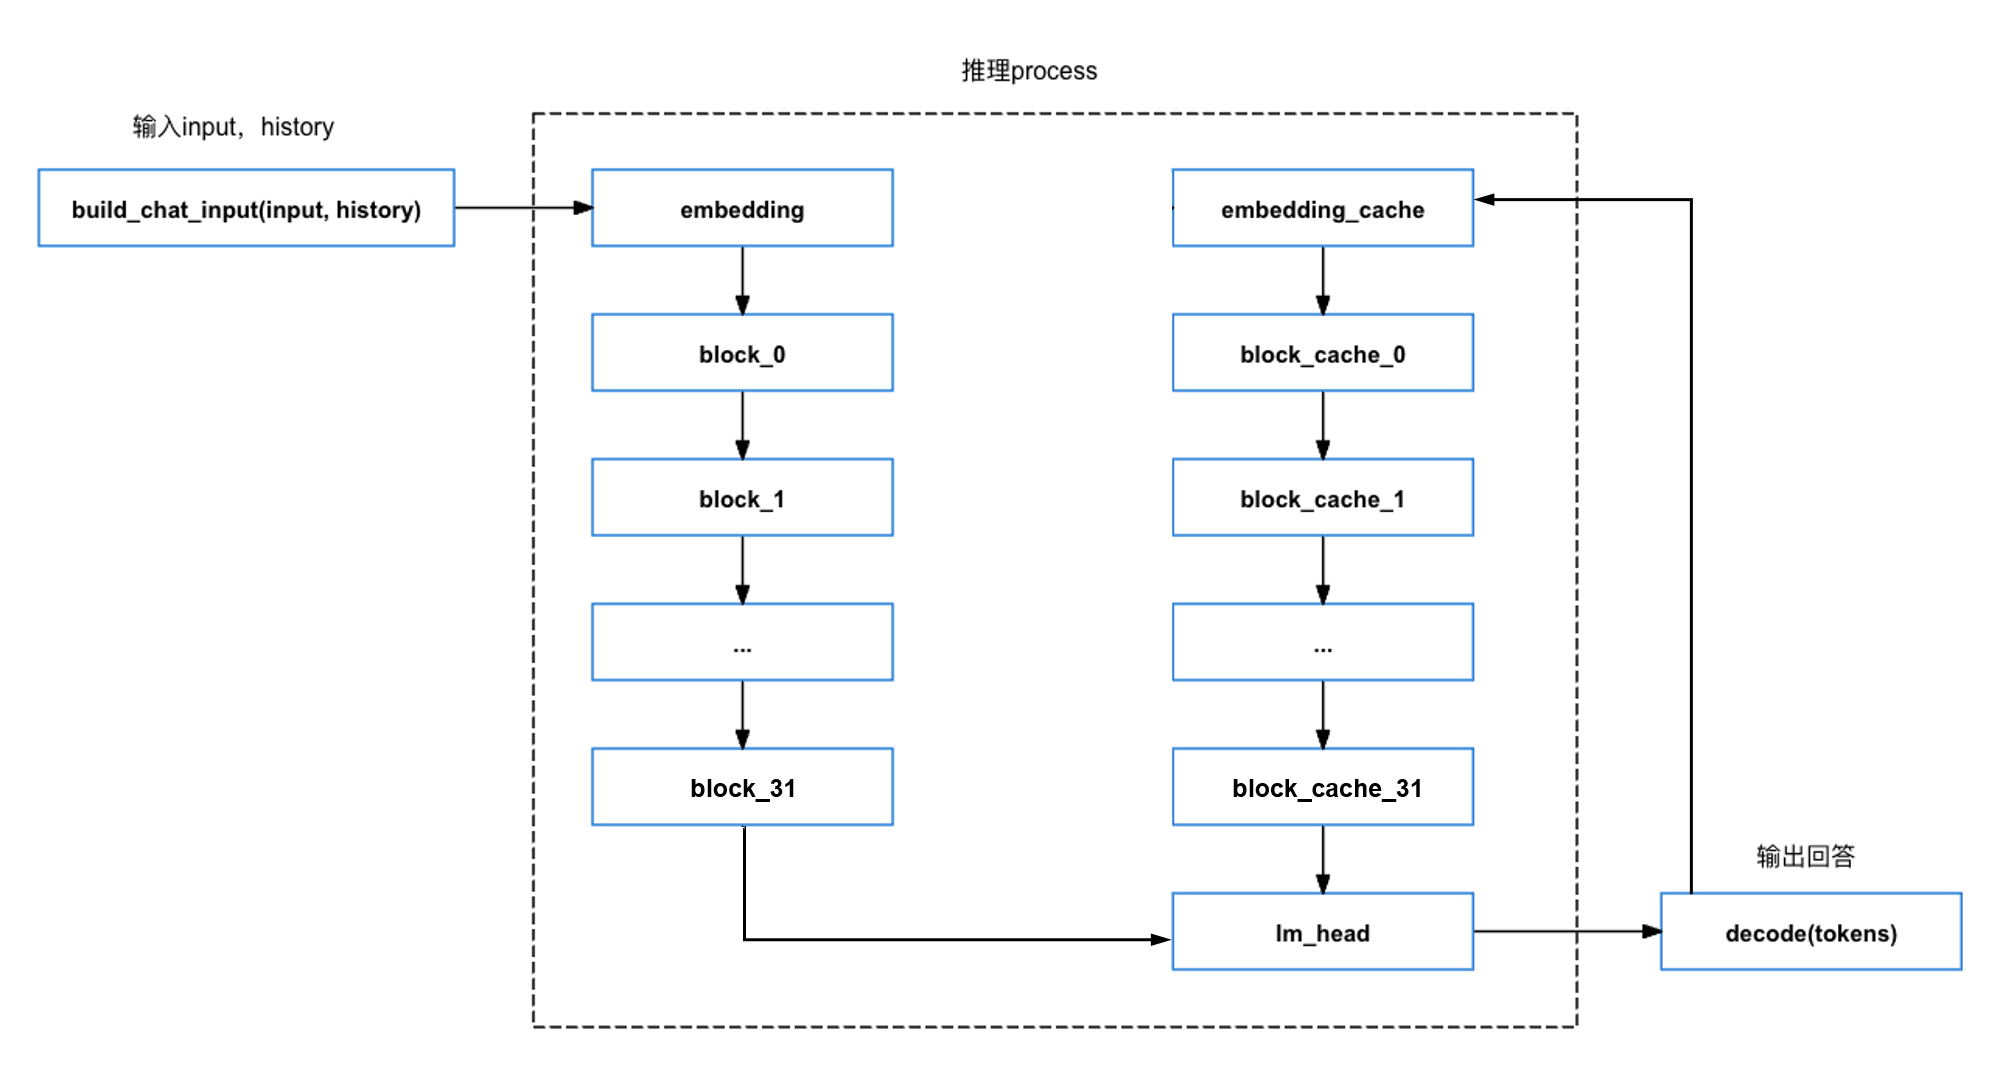 推理process
输入input，history
build_chat_input(input, history)
embedding
block_0
block_1
...
block_31
embedding_cache
block_cache_0
block_cache_1
...
block_cache_31
lm_head
输出回答
decode(tokens)